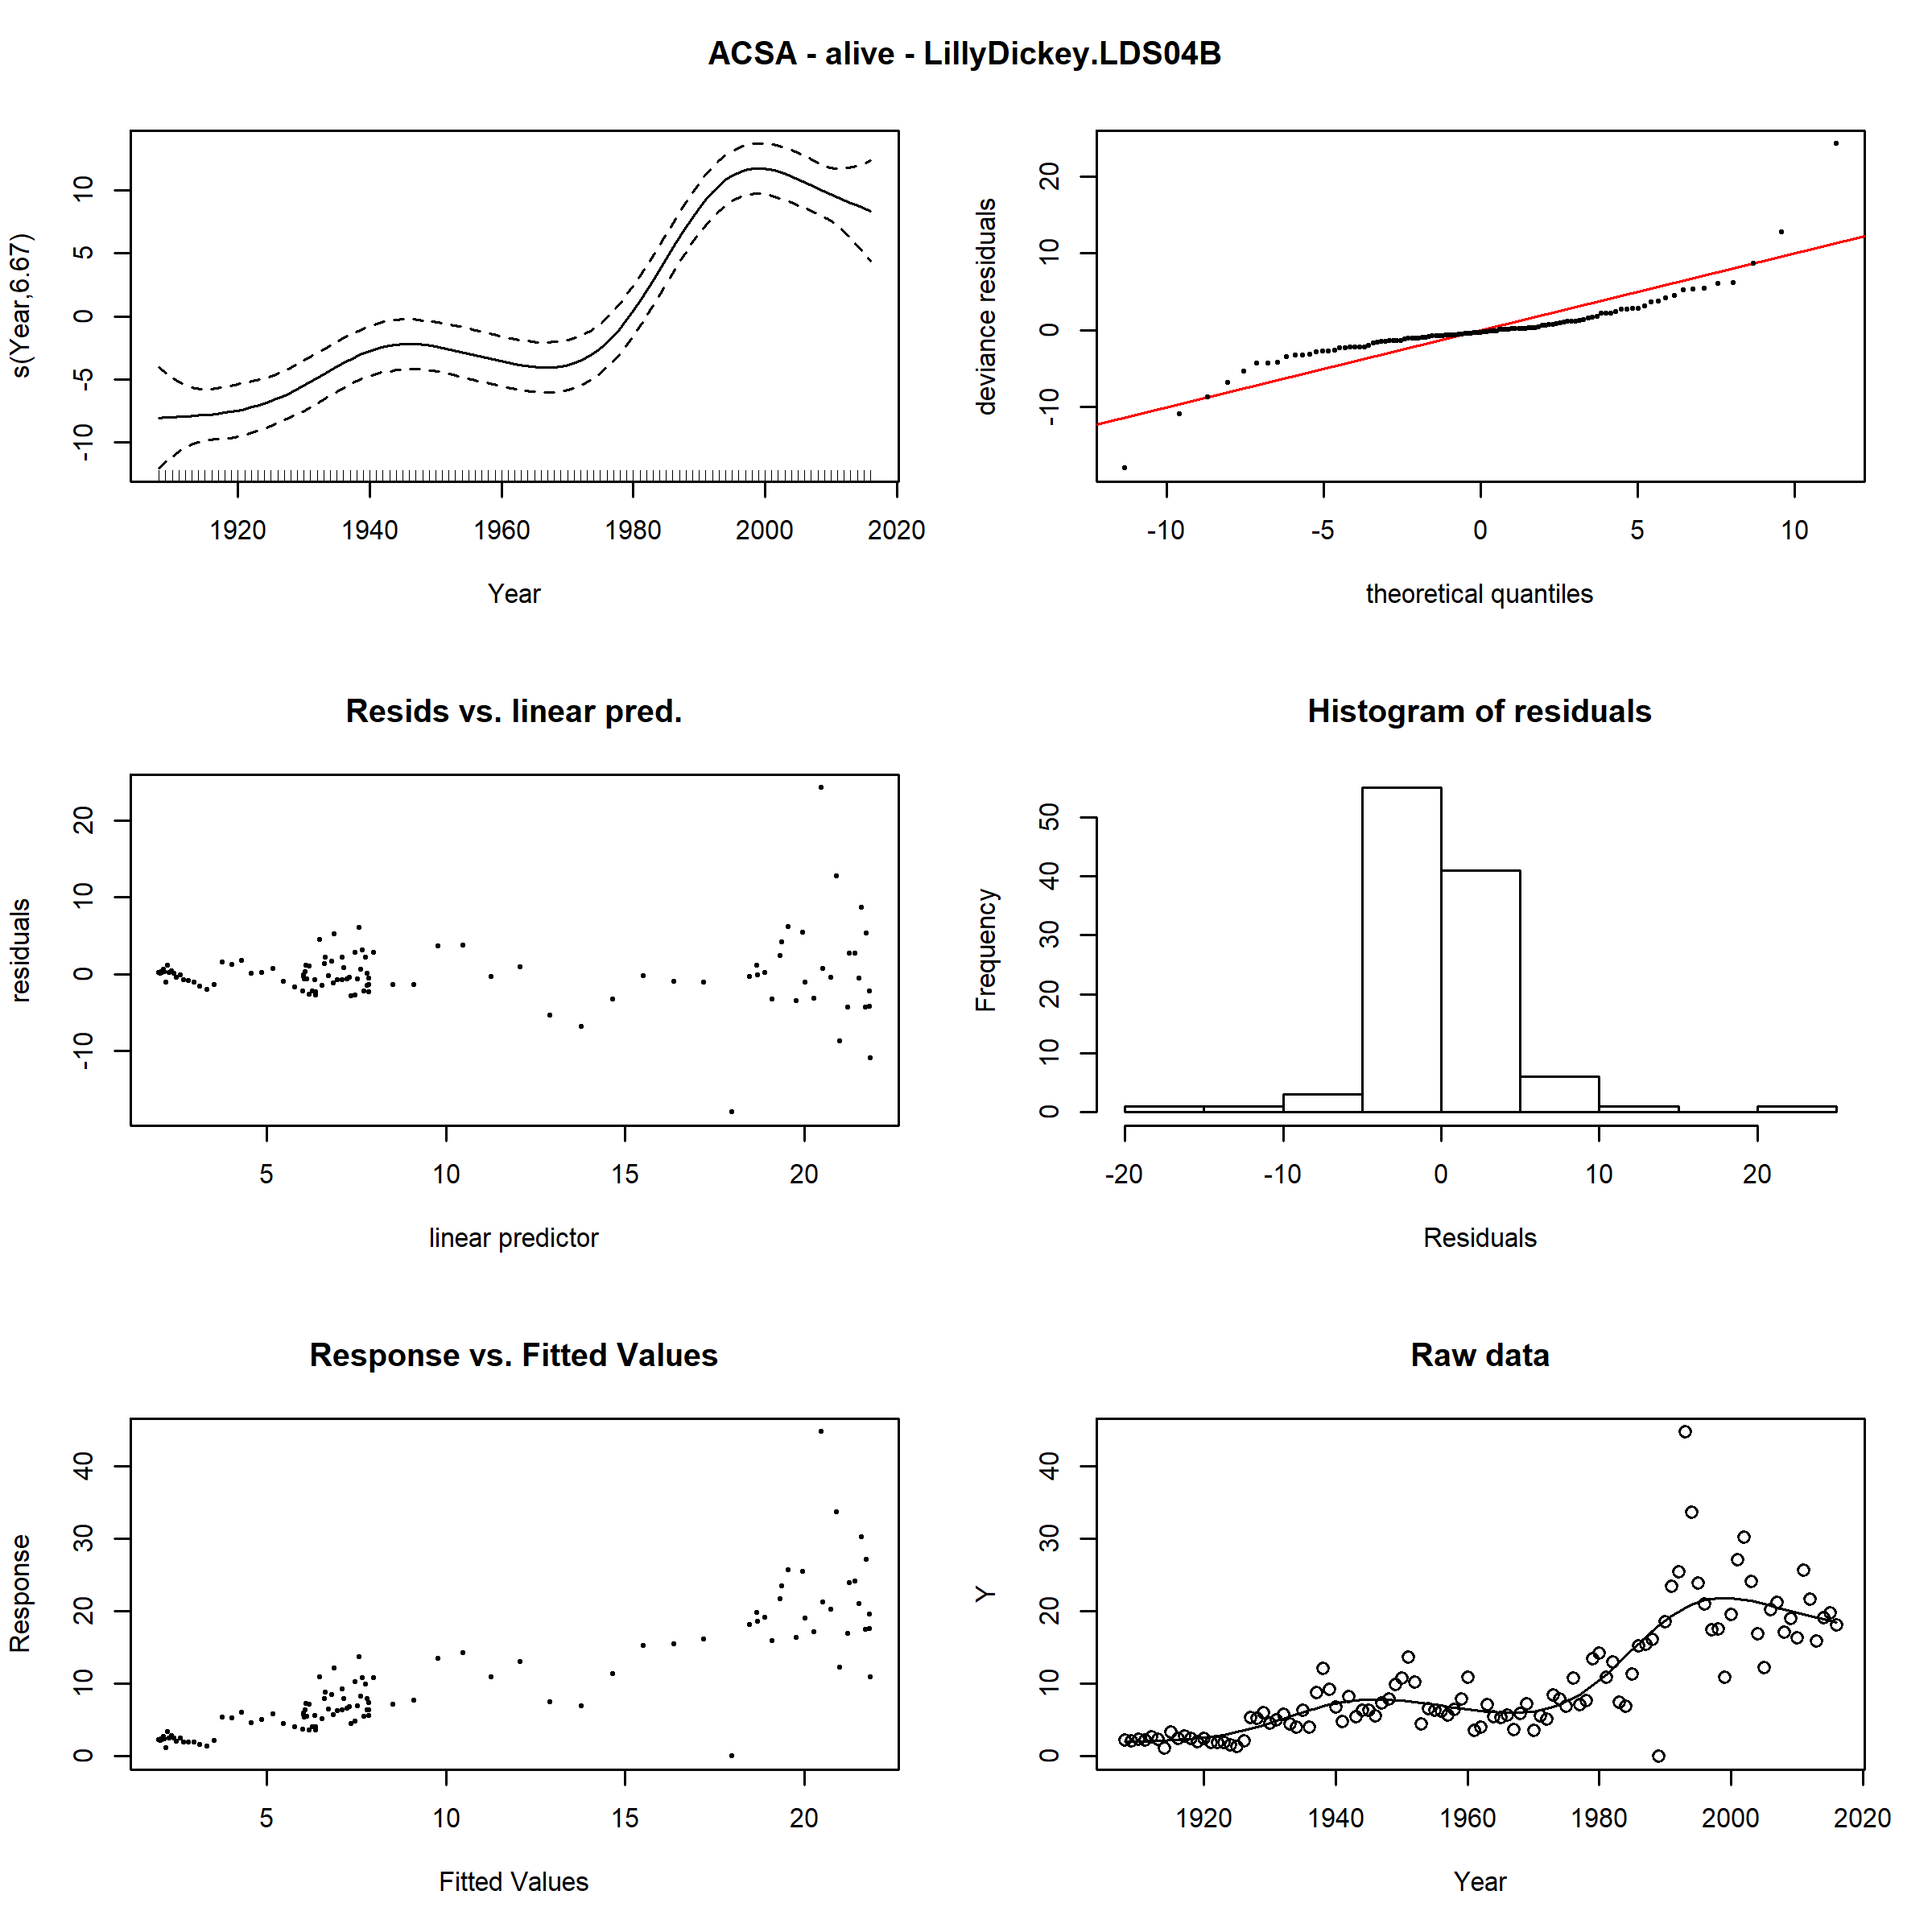 ACSA - alive - LillyDickey.LDS04B
s(Year,6.67)
10
5
0
-5
-10
1920 1940 1960 1980 2000 2020
Year
deviance residuals
20
10
0
-10
-10 -5 0 5 10
theoretical quantiles
Resids vs. linear pred.
residuals
20
10
0
-10
5 10 15 20
linear predictor
Histogram of residuals
Frequency
50
40
30
20
10
0
-20 -10 0 10 20
Residuals
Response vs. Fitted Values
Response
40
30
20
10
0
5 10 15 20
Fitted Values
Raw data
Y
40
30
20
10
0
1920 1940 1960 1980 2000 2020
Year